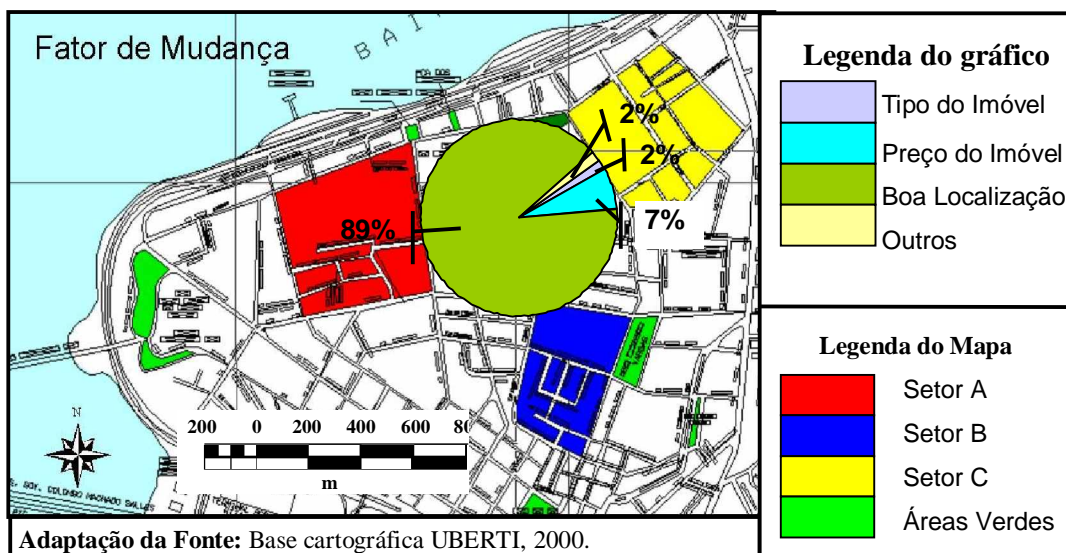 Fator de Mudança
BAI
2%
2%
7%
89%
N
200 0 200 400 600 80
m
Adaptação da Fonte: Base cartográfica UBERTI, 2000.
Legenda do gráfico
Tipo do Imóvel
Preço do Imóvel
Boa Localização
Outros
Legenda do Mapa
Setor A
Setor B
Setor C
Áreas Verdes